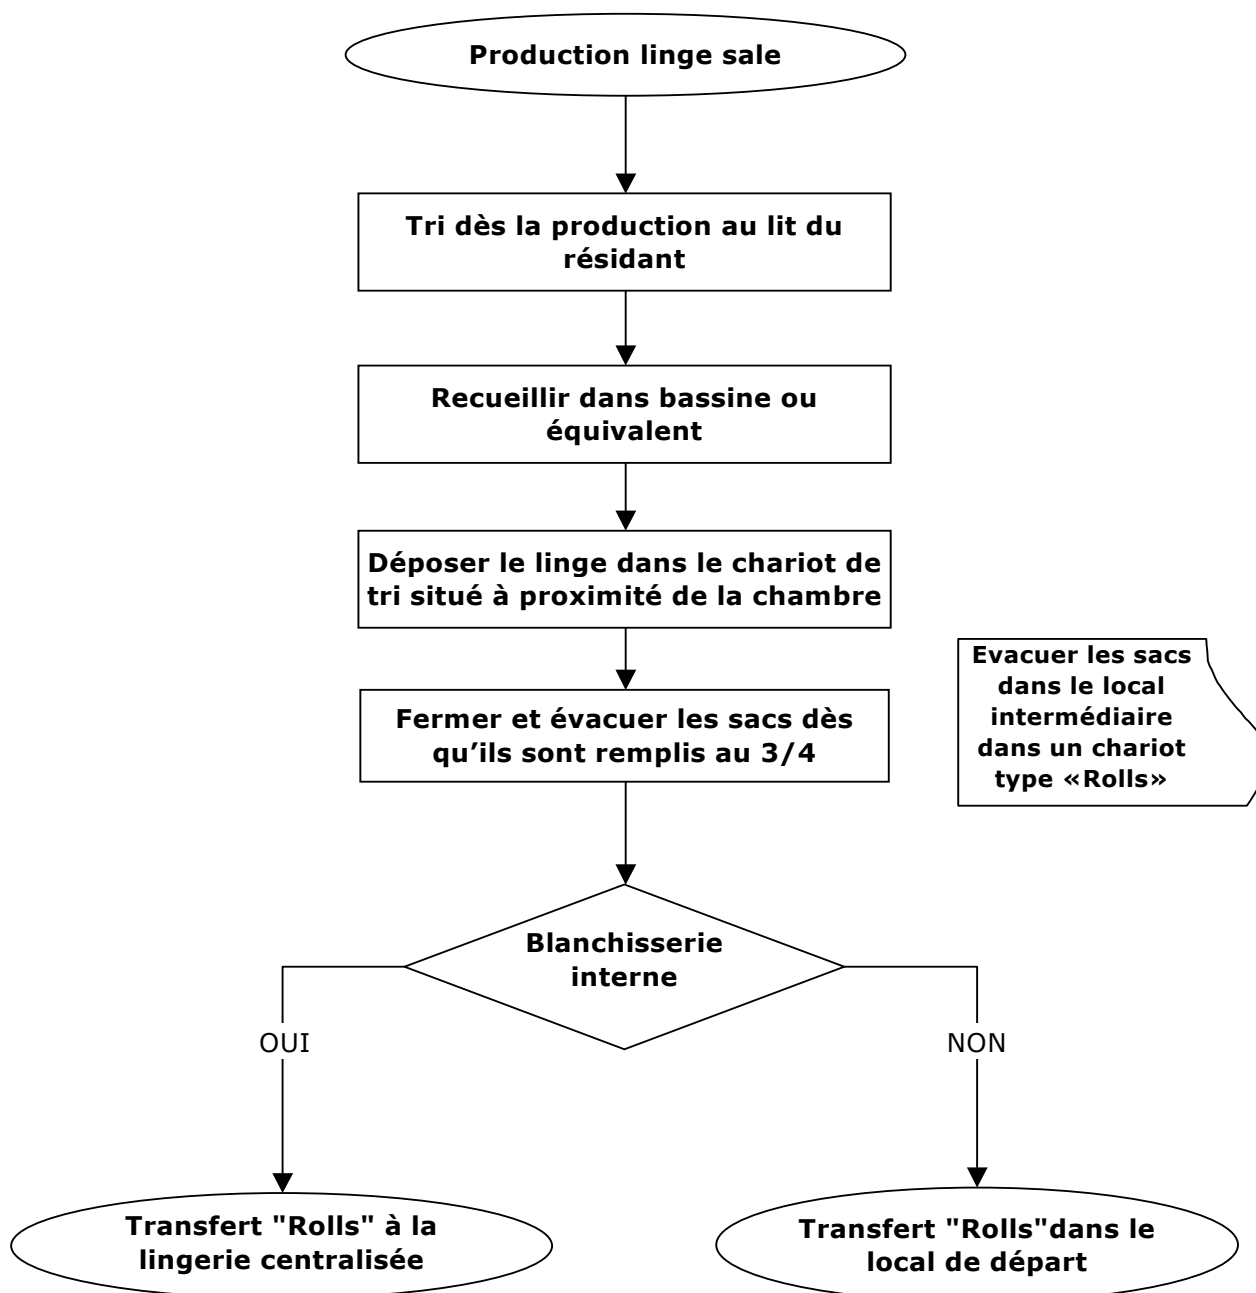 Production linge sale
Tri dès la production au lit du
résidant
Recueillir dans bassine ou
équivalent
Déposer le linge dans le chariot de
tri situé à proximité de la chambre
Fermer et évacuer les sacs dès
qu’ils sont remplis au 3/4
Evacuer les sacs
dans le local
intermédiaire
dans un chariot
type «Rolls»
Blanchisserie
interne
OUI
NON
Transfert "Rolls" à la
lingerie centralisée
Transfert "Rolls"dans le
local de départ